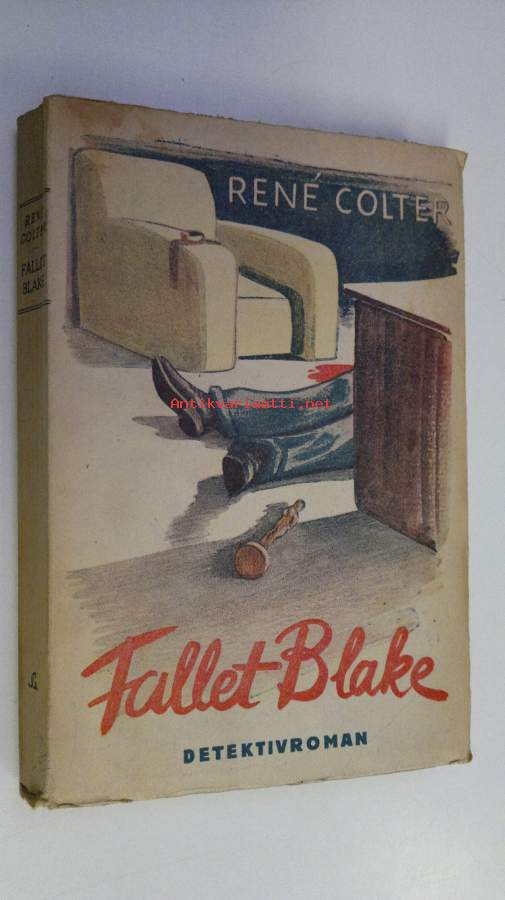 RENÉ COLTER
Fallet Blake
DETEKTIVROMAN
RENÉ
COLTER
FALLET
BLAKE
Antikvariaatti.net